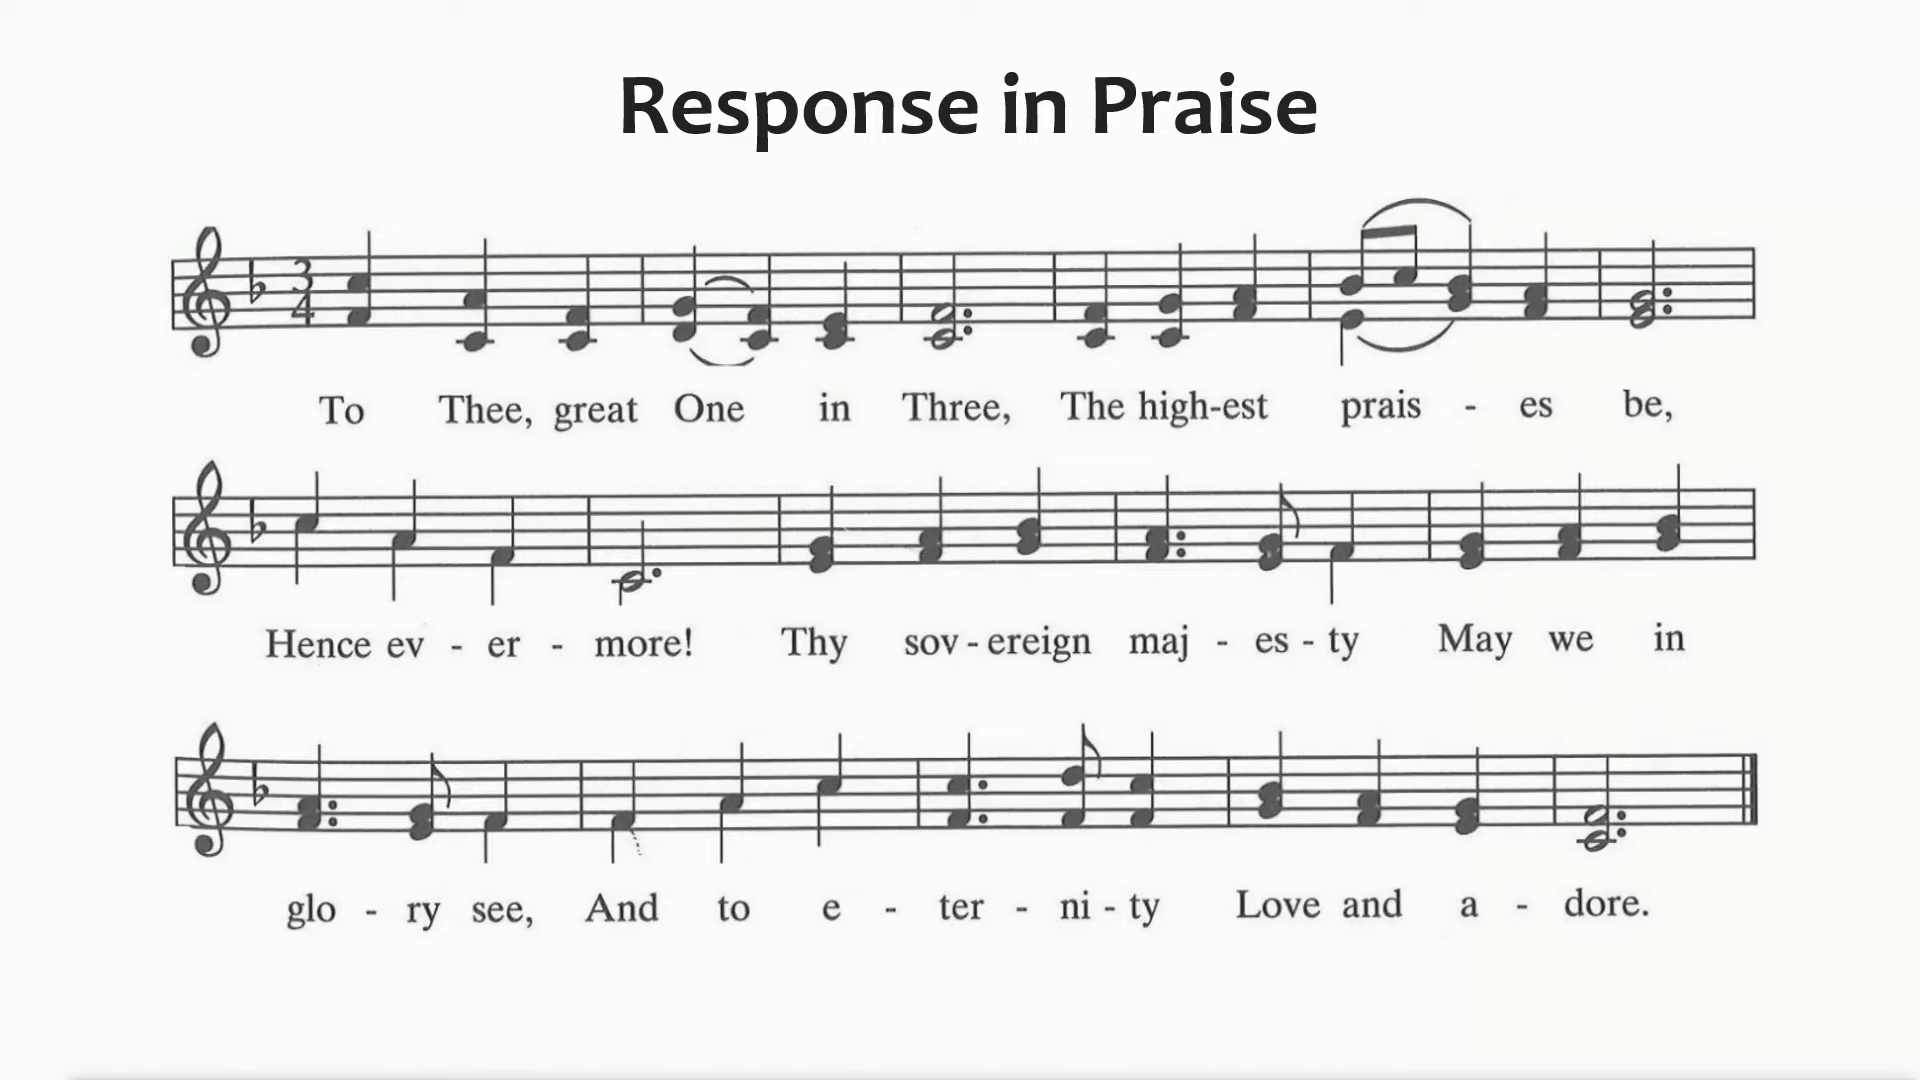 Response in Praise
3
4
To Thee, great One in Three, The high-est prais - es be,
Hence ev - er - more! Thy sov - ereign maj - es - ty May we in
glo - ry see, And to e - ter - ni - ty Love and a - dore.